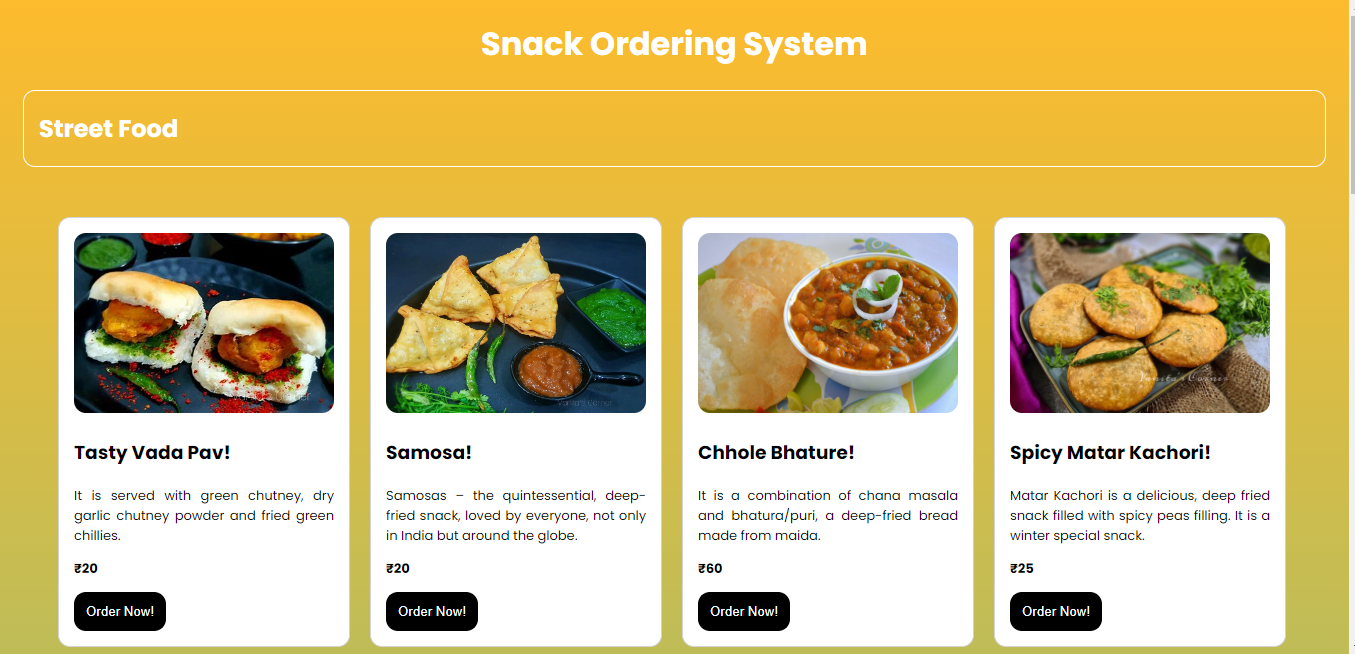 Snack Ordering System
Street Food
Tasty Vada Pav!
It is served with green chutney, dry
garlic chutney powder and fried green
chillies.
₹20
Order Now!
Samosa!
Samosas – the quintessential, deep-
fried snack, loved by everyone, not only
in India but around the globe.
₹20
Order Now!
Chhole Bhature!
It is a combination of chana masala
and bhatura/puri, a deep-fried bread
made from maida.
₹60
Order Now!
Spicy Matar Kachori!
Matar Kachori is a delicious, deep fried
snack filled with spicy peas filling. It is a
winter special snack.
₹25
Order Now!